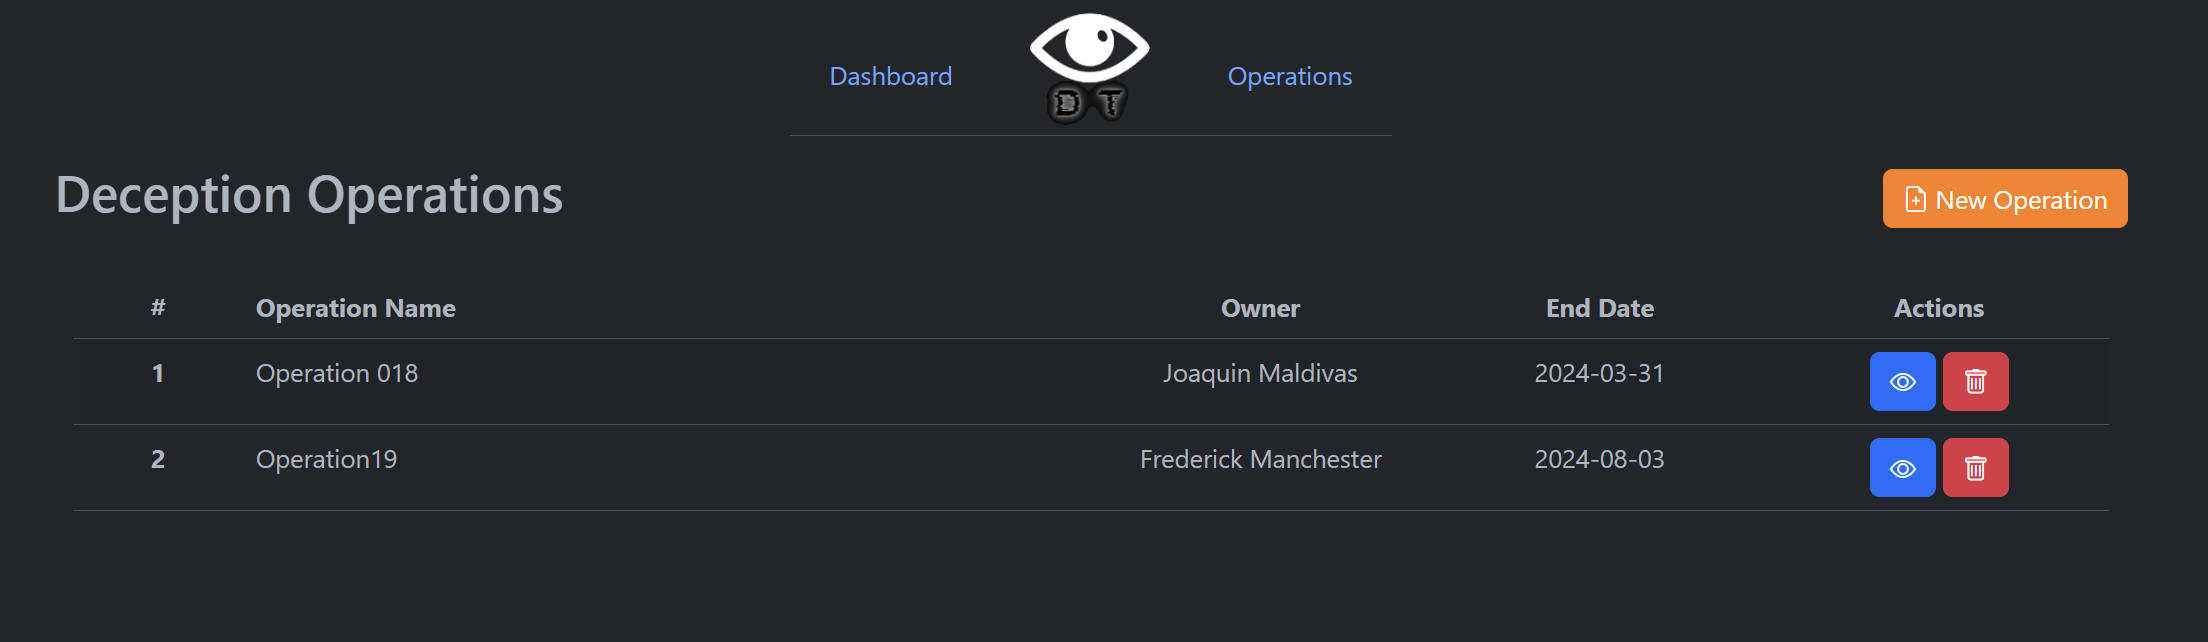 Dashboard
DT
Operations
Deception Operations
New Operation
# Operation Name Owner End Date Actions
1 Operation 018 Joaquin Maldivas 2024-03-31
2 Operation19 Frederick Manchester 2024-08-03